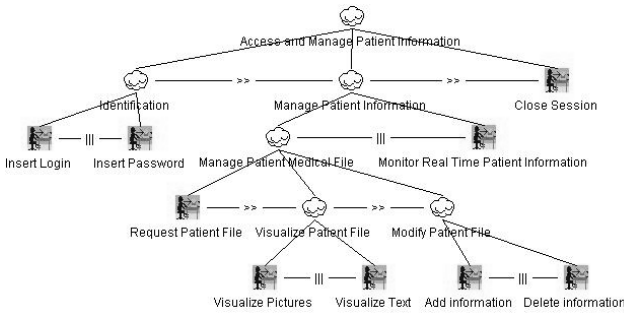 Access and Manage Patient Information
>> >>
Identification Manage Patient Information Close Session
||| |||
Insert Login Insert Password Manage Patient Medical File Monitor Real Time Patient Information
>> >>
Request Patient File Visualize Patient File Modify Patient File
||| |||
Visualize Pictures Visualize Text Add information Delete information